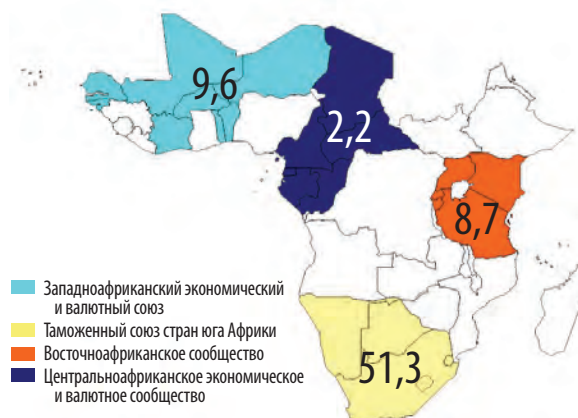 9,6
2,2
8,7
51,3
Западноафриканский экономический
и валютный союз
Таможенный союз стран юга Африки
Восточноафриканское сообщество
Центральноафриканское экономическое
и валютное сообщество